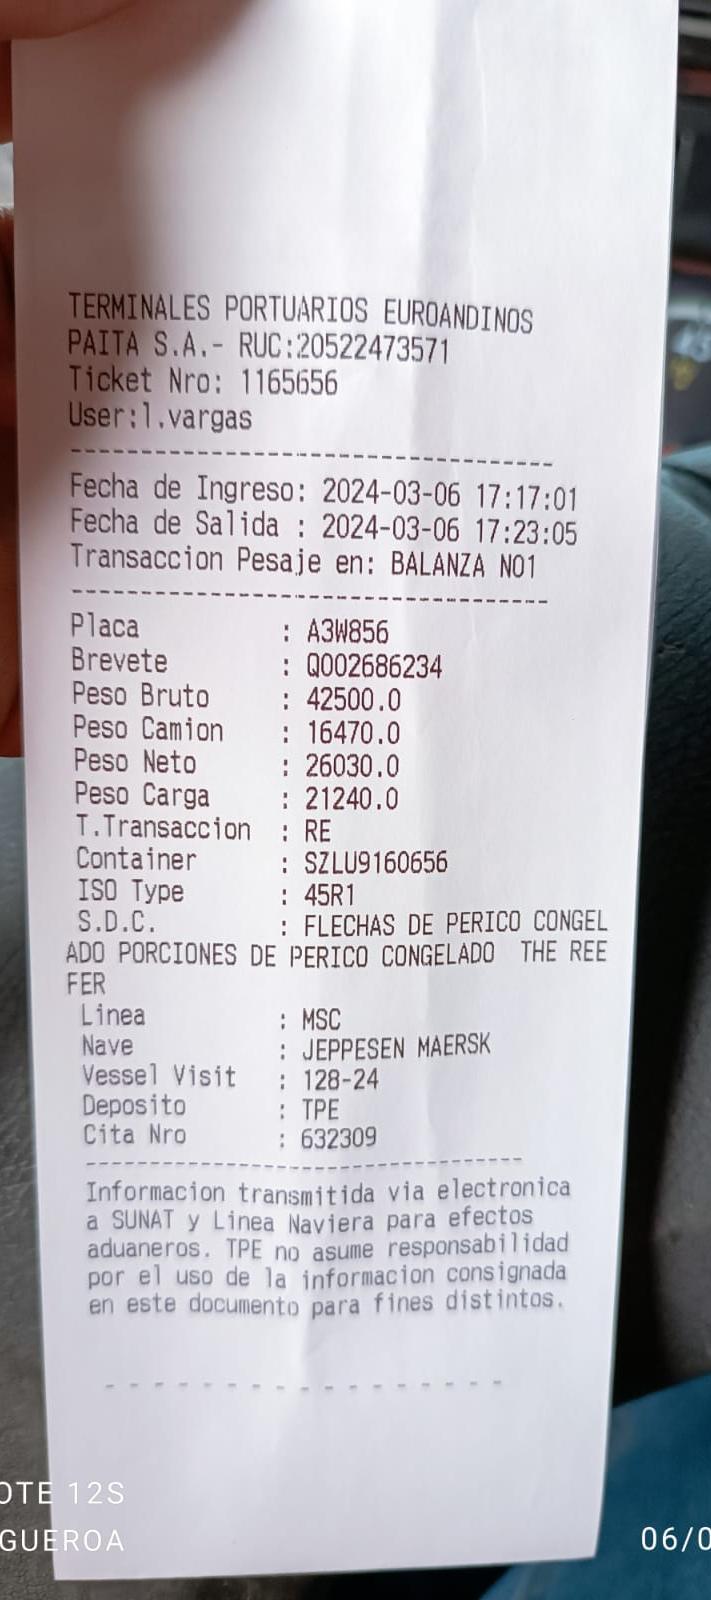 TERMINALES PORTUARIOS EUROANDINOS
PAITA S.A.- RUC:20522473571
Ticket Nro: 1165656
User:l.vargas
----------------------------------
Fecha de Ingreso: 2024-03-06 17:17:01
Fecha de Salida : 2024-03-06 17:23:05
Transaccion Pesaje en: BALANZA NO1
----------------------------------
Placa : A3W856
Brevete : Q002686234
Peso Bruto : 42500.0
Peso Camion : 16470.0
Peso Neto : 26030.0
Peso Carga : 21240.0
T.Transaccion : RE
Container : SZLU9160656
ISO Type : 45R1
S.D.C. : FLECHAS DE PERICO CONGEL
ADO PORCIONES DE PERICO CONGELADO THE REE
FER
Linea : MSC
Nave : JEPPESEN MAERSK
Vessel Visit : 128-24
Deposito : TPE
Cita Nro : 632309
----------------------------------
Informacion transmitida via electronica
a SUNAT y Linea Naviera para efectos
aduaneros. TPE no asume responsabilidad
por el uso de la informacion consignada
en este documento para fines distintos.
- - - - - - - - - - - - - - - - -
OTE 12S
GUEROA
06/0